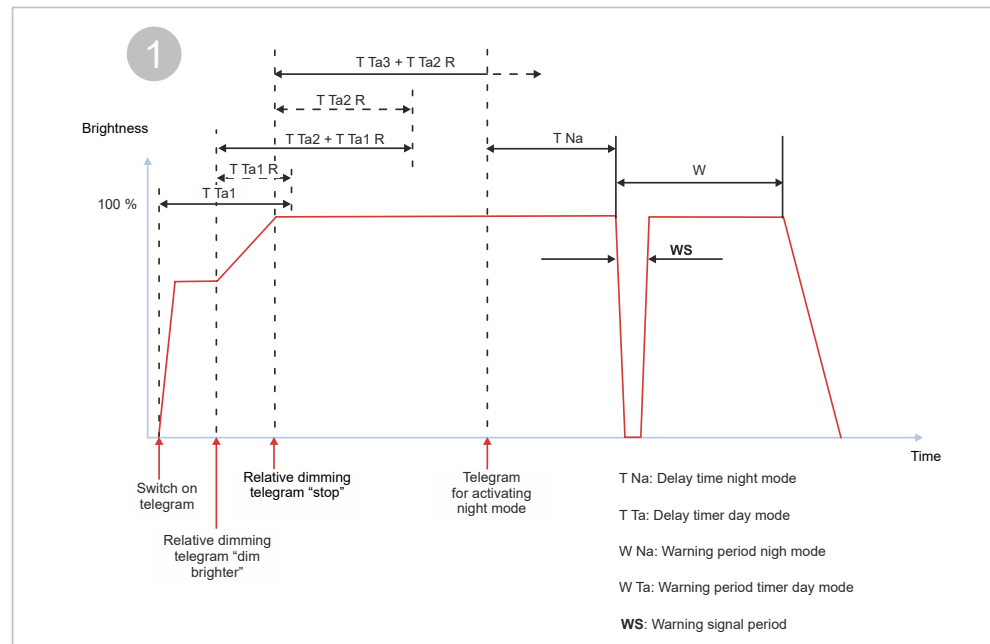 1
T Ta3 + T Ta2 R
T Ta2 R
Brightness
T Ta2 + T Ta1 R
T Na
T Ta1 R
W
T Ta1
100 %
WS
Time
Switch on
telegram
Relative dimming
telegram “dim
brighter”
Relative dimming
telegram “stop”
Telegram
for activating
night mode
T Na: Delay time night mode
T Ta: Delay timer day mode
W Na: Warning period nigh mode
W Ta: Warning period timer day mode
WS: Warning signal period